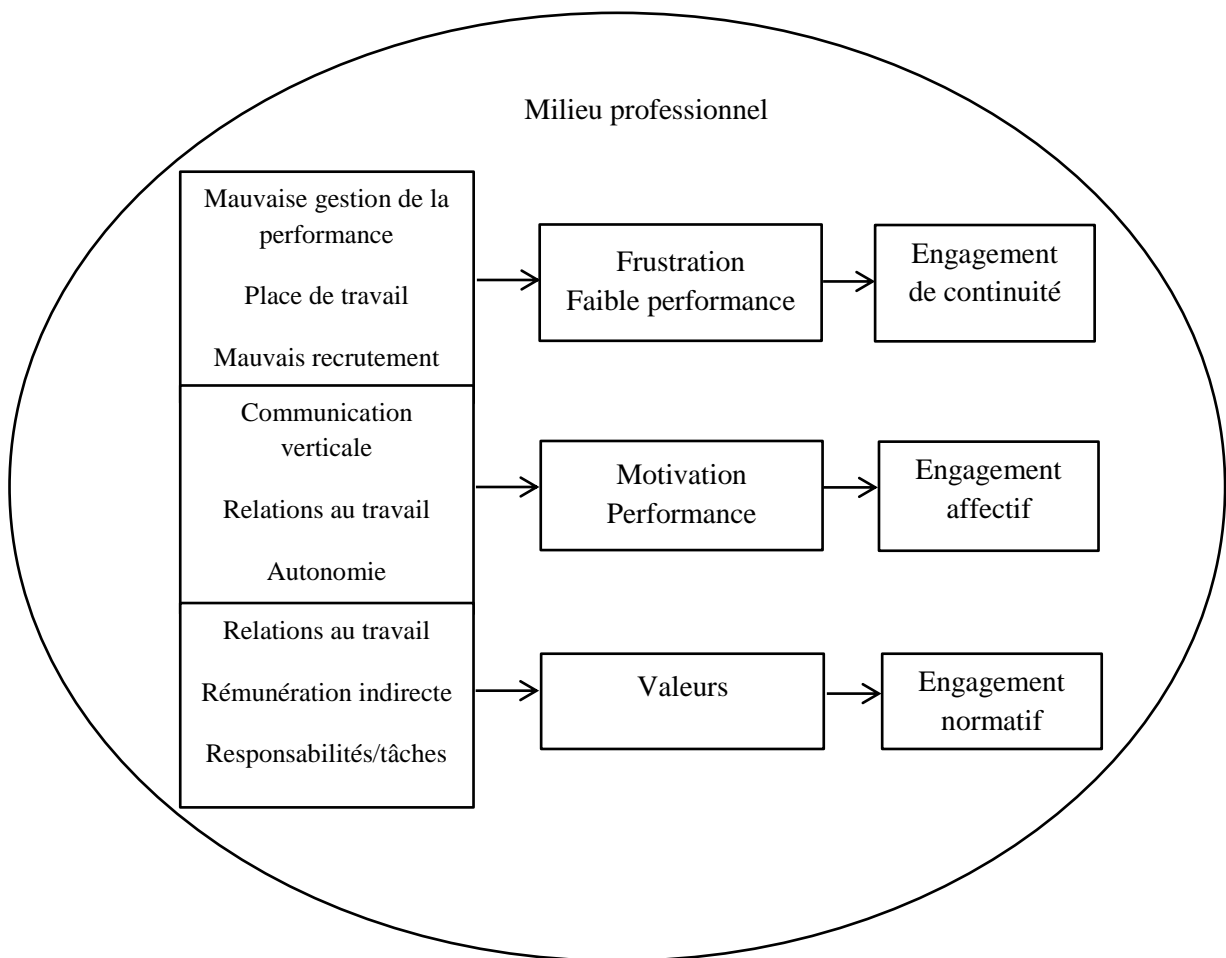 Milieu professionnel
Mauvaise gestion de la
performance
Place de travail
Mauvais recrutement
Frustration
Faible performance
Engagement
de continuité
Communication
verticale
Relations au travail
Autonomie
Motivation
Performance
Engagement
affectif
Relations au travail
Rémunération indirecte
Responsabilités/tâches
Valeurs
Engagement
normatif